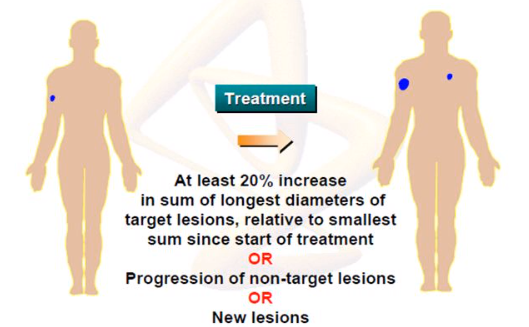 Treatment
At least 20% increase
in sum of longest diameters of
target lesions, relative to smallest
sum since start of treatment
OR
Progression of non-target lesions
OR
New lesions